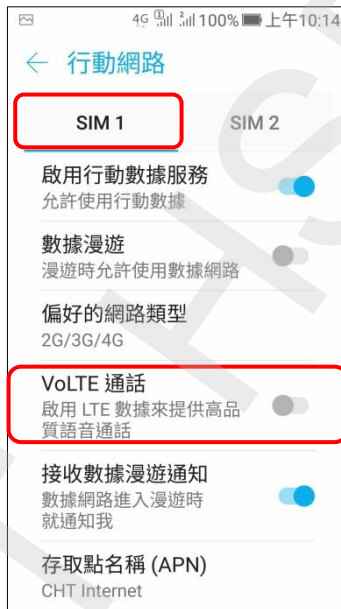 4G 1 2 100% 上午10:14
行動網路
SIM 1 SIM 2
啟用行動數據服務
允許使用行動數據
數據漫遊
漫遊時允許使用數據網路
偏好的網路類型
2G/3G/4G
VoLTE 通話
啟用 LTE 數據來提供高品
質語音通話
接收數據漫遊通知
數據網路進入漫遊時
就通知我
存取點名稱 (APN)
CHT Internet